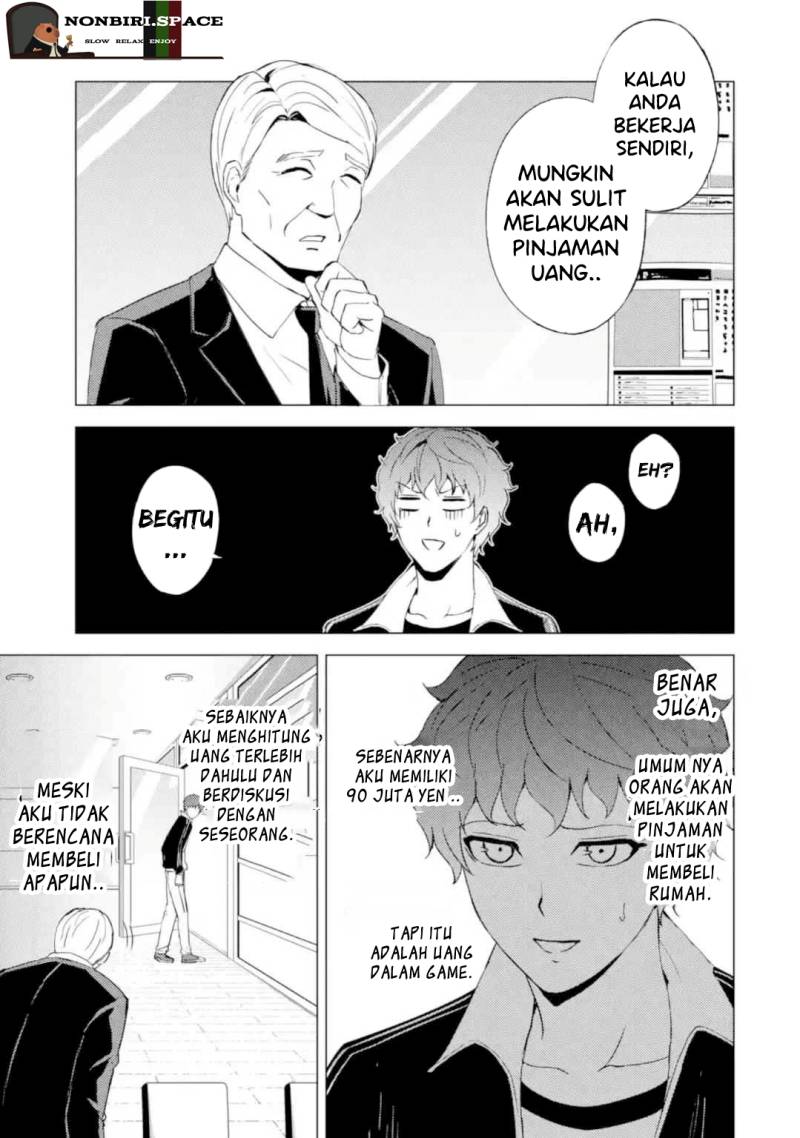 NONBIRI.SPACE
SLOW RELAX ENJOY
KALAU
ANDA
BEKERJA
SENDIRI,
MUNGKIN
AKAN SULIT
MELAKUKAN
PINJAMAN
UANG..
EH?
AH,
BEGITU
...
BENAR
JUGA,
UMUM NYA
ORANG AKAN
MELAKUKAN
PINJAMAN
UNTUK
MEMBELI
RUMAH.
SEBENARNYA
AKU MEMILIKI
90 JUTA YEN ..
TAPI ITU
ADALAH UANG
DALAM GAME.
SEBAIKNYA
AKU MENGHITUNG
UANG TERLEBIH
DAHULU DAN
BERDISKUSI
DENGAN
SESEORANG.
MESKI
AKU TIDAK
BERENCANA
MEMBELI
APAPUN..